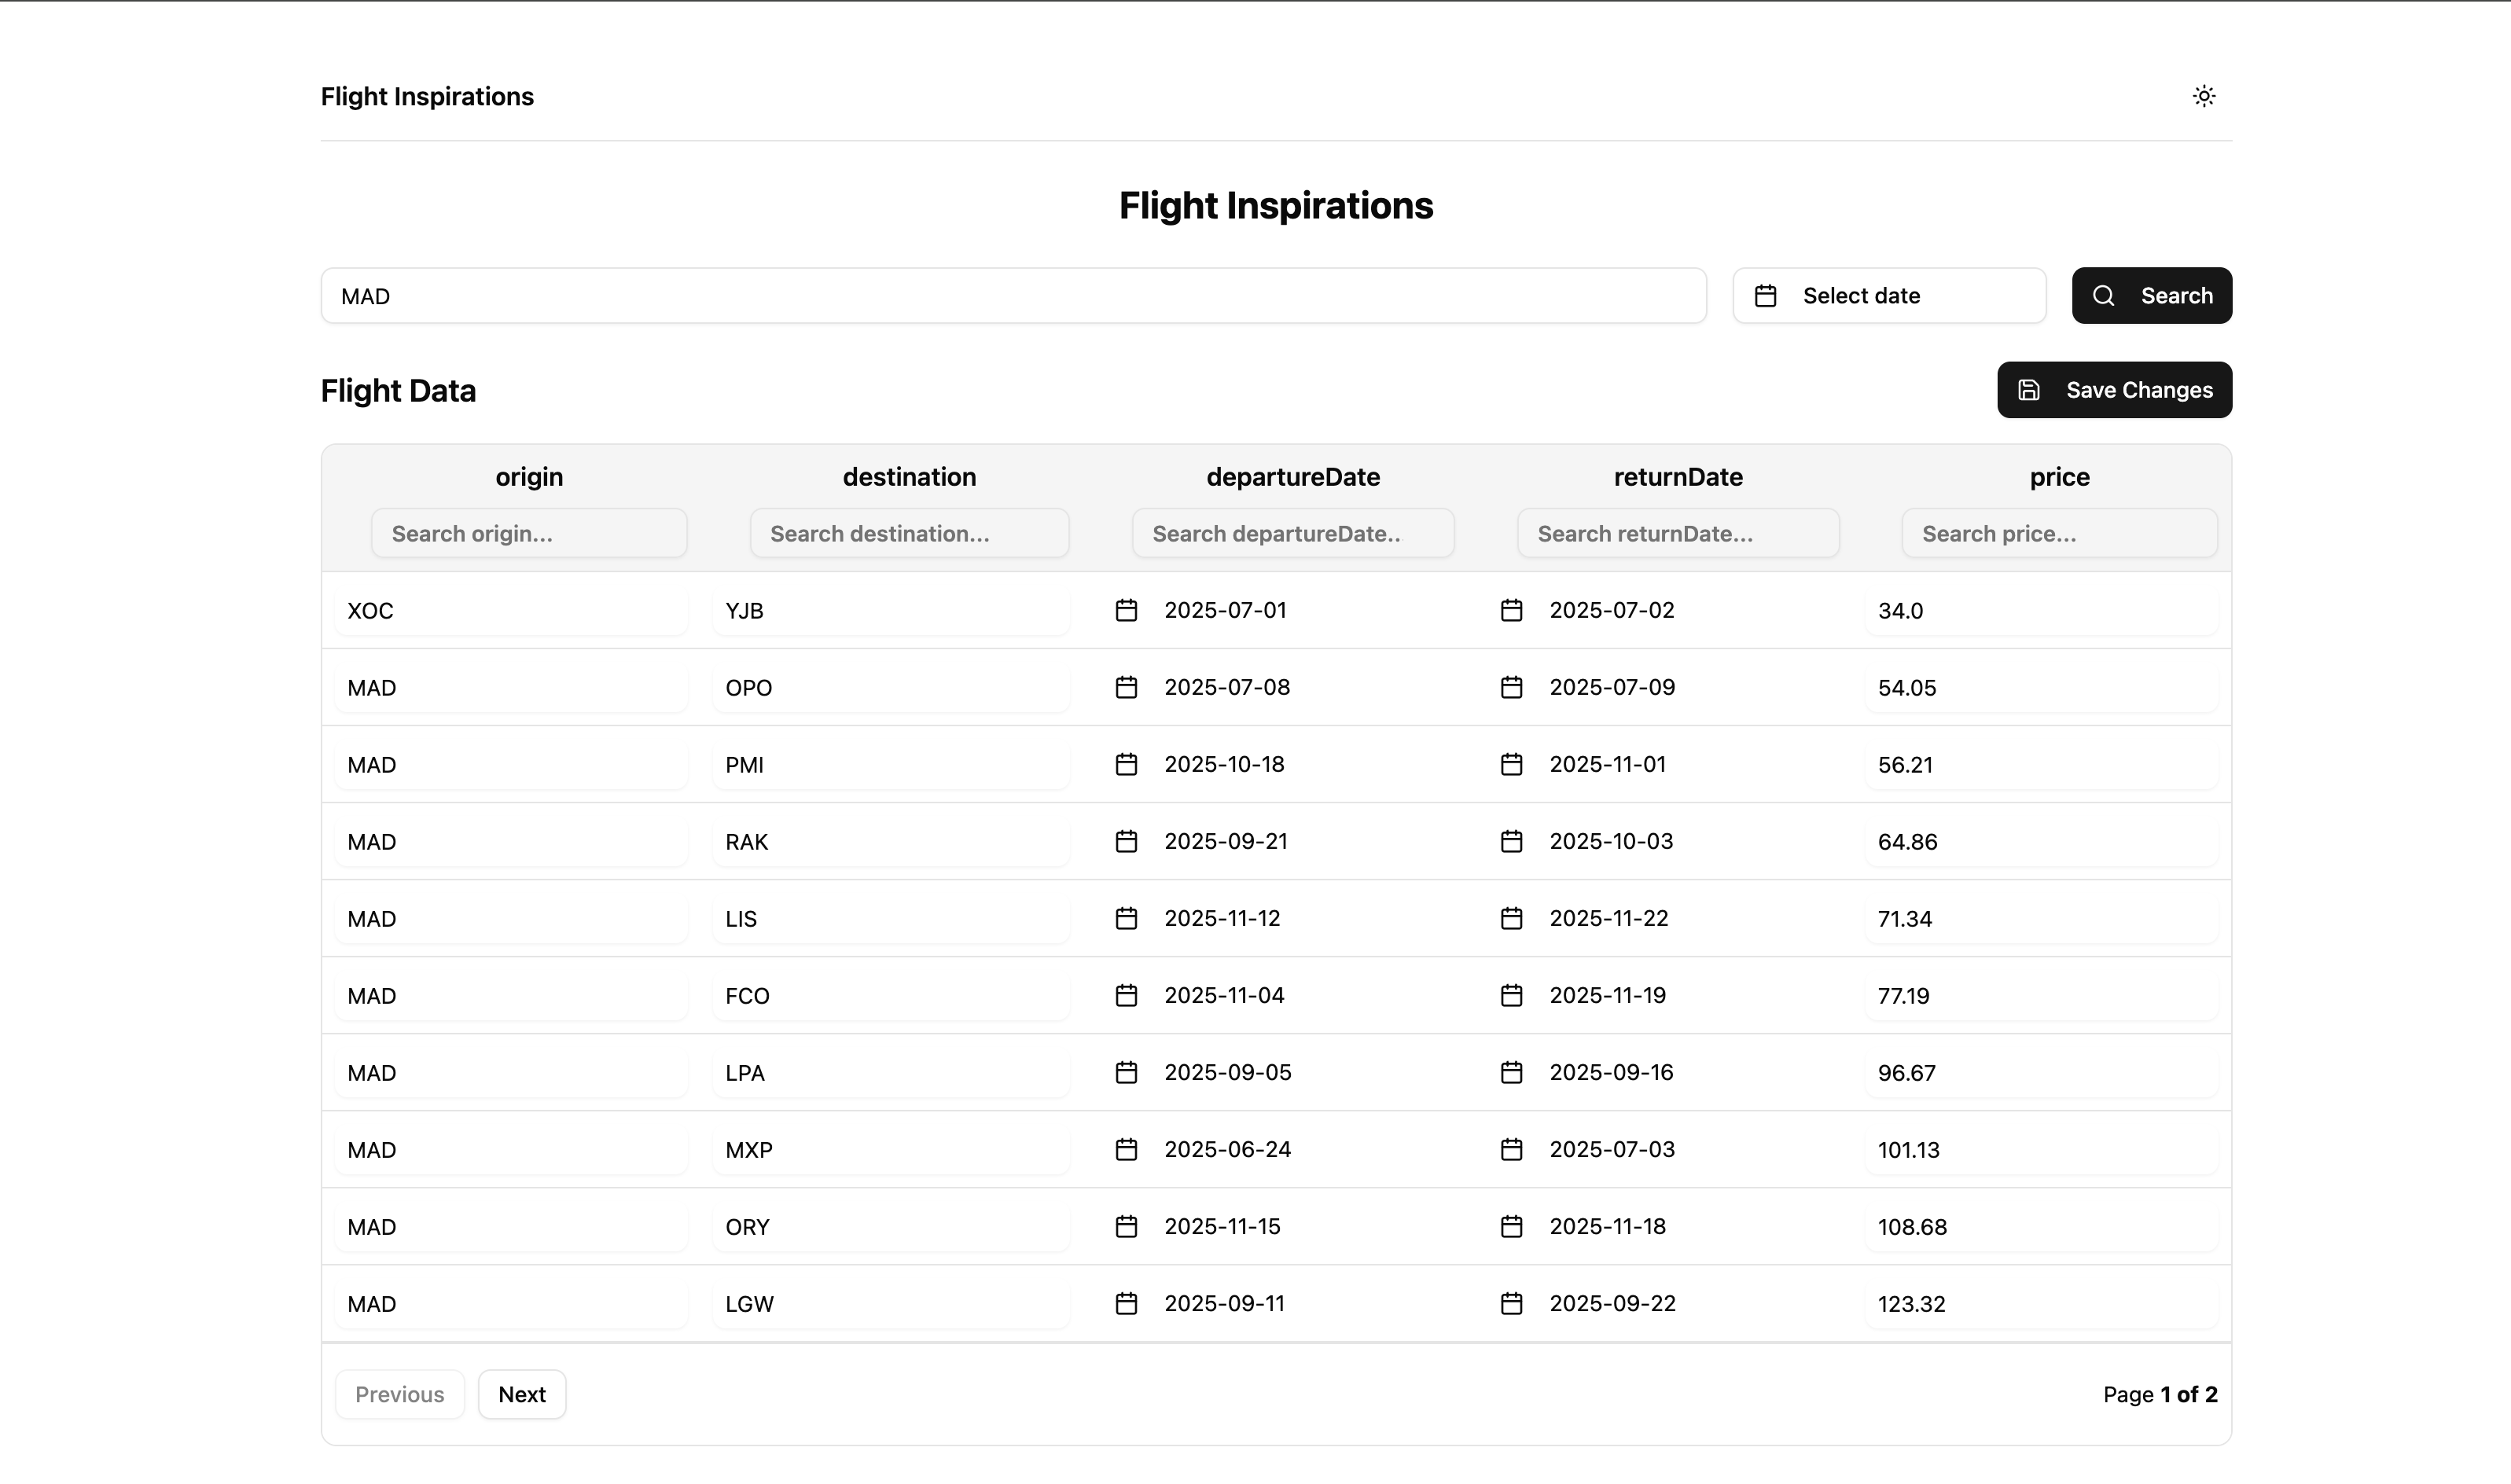 Flight Inspirations
Flight Inspirations
MAD Select date Search
Flight Data Save Changes
origin destination departureDate returnDate price
Search origin... Search destination... Search departureDate.. Search returnDate... Search price...
XOC YJB 2025-07-01 2025-07-02 34.0
MAD OPO 2025-07-08 2025-07-09 54.05
MAD PMI 2025-10-18 2025-11-01 56.21
MAD RAK 2025-09-21 2025-10-03 64.86
MAD LIS 2025-11-12 2025-11-22 71.34
MAD FCO 2025-11-04 2025-11-19 77.19
MAD LPA 2025-09-05 2025-09-16 96.67
MAD MXP 2025-06-24 2025-07-03 101.13
MAD ORY 2025-11-15 2025-11-18 108.68
MAD LGW 2025-09-11 2025-09-22 123.32
Previous Next Page 1 of 2